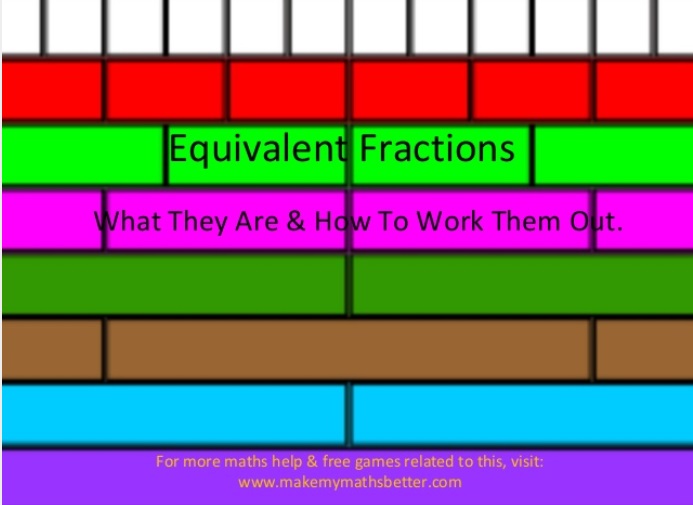 Equivalent Fractions
What They Are & How To Work Them Out.
For more maths help & free games related to this, visit:
www.makemymathsbetter.com